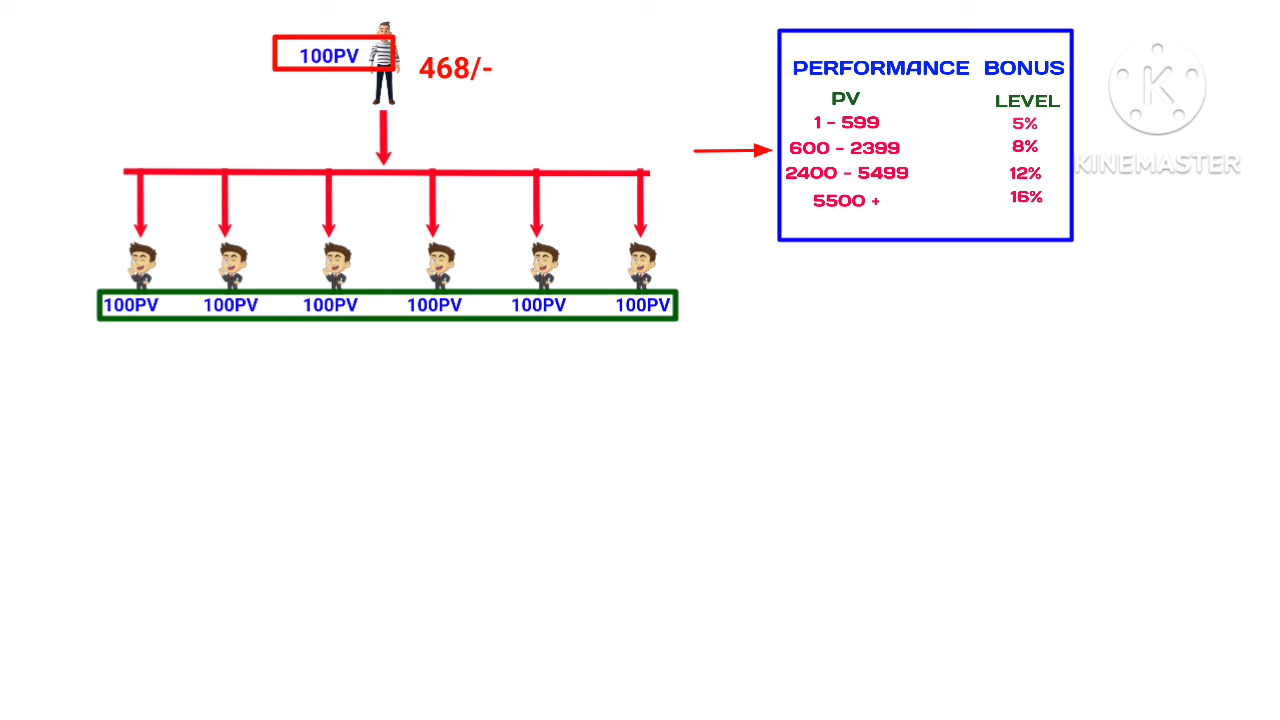 100PV
468/-
100PV 100PV 100PV 100PV 100PV 100PV
PERFORMANCE BONUS
PV LEVEL
1 - 599 5%
600 - 2399 8%
2400 - 5499 12%
5500 + 16%
K
KINEMASTER